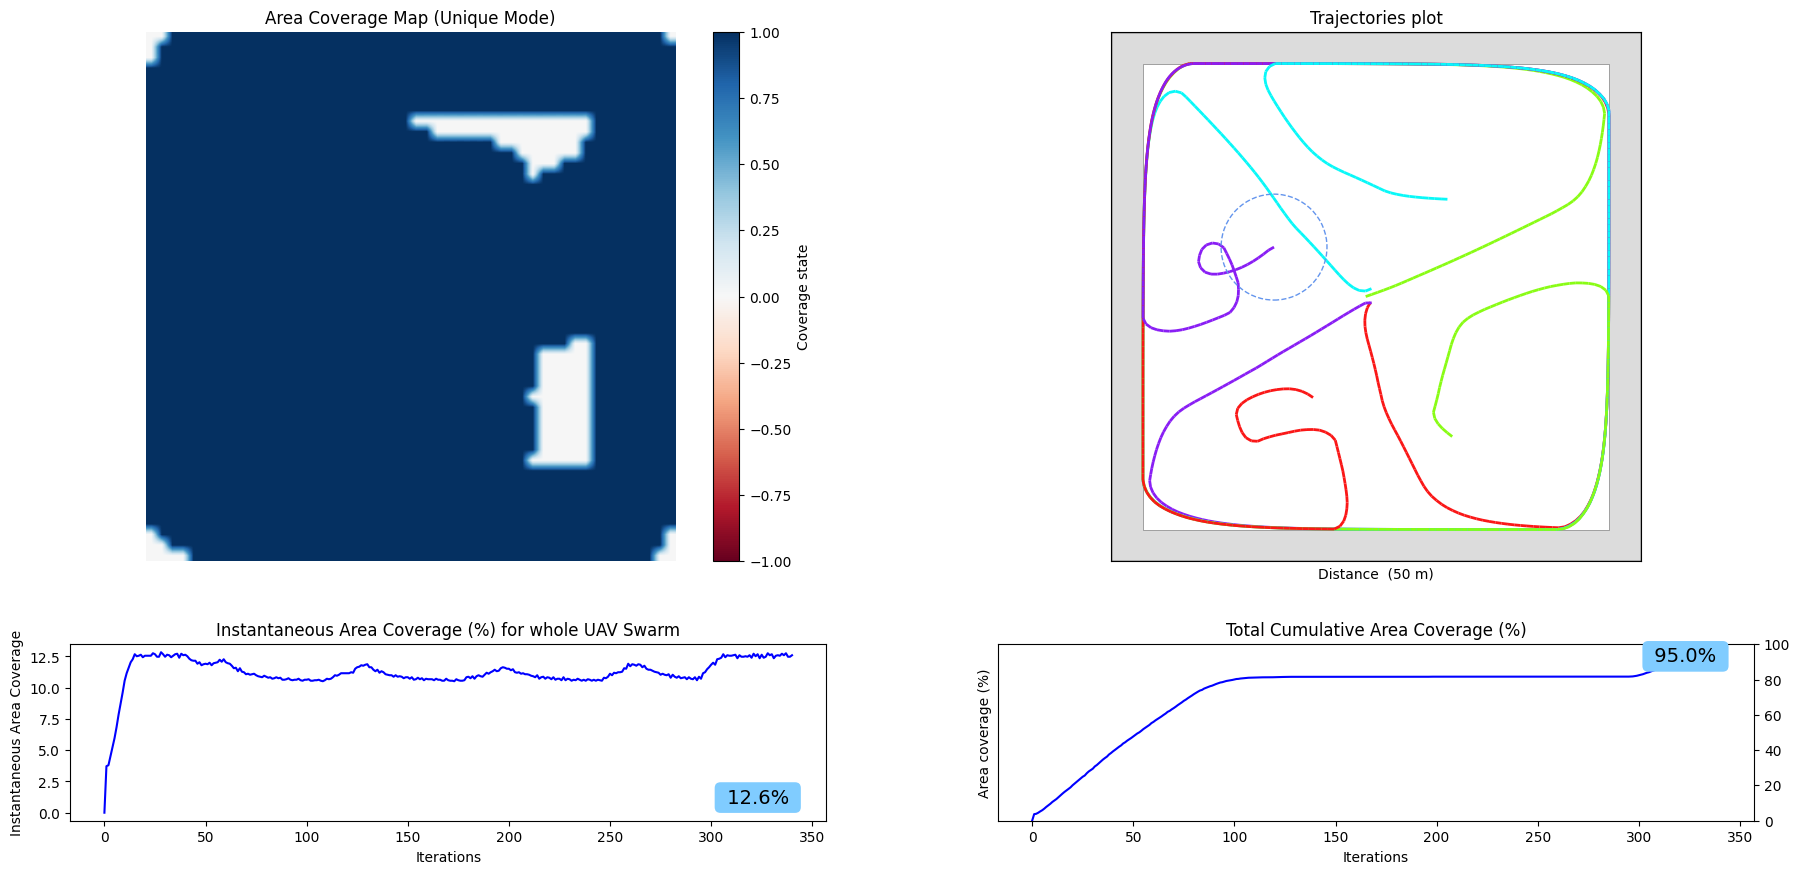 Area Coverage Map (Unique Mode)
1.00
0.75
0.50
0.25
0.00
−0.25
−0.50
−0.75
−1.00
Coverage state
Trajectories plot
Distance  (50 m)
Instantaneous Area Coverage (%) for whole UAV Swarm
Instantaneous Area Coverage
12.5
10.0
7.5
5.0
2.5
0.0
12.6%
0 50 100 150 200 250 300 350
Iterations
Total Cumulative Area Coverage (%)
Area coverage (%)
95.0%
100
80
60
40
20
0
0 50 100 150 200 250 300 350
Iterations